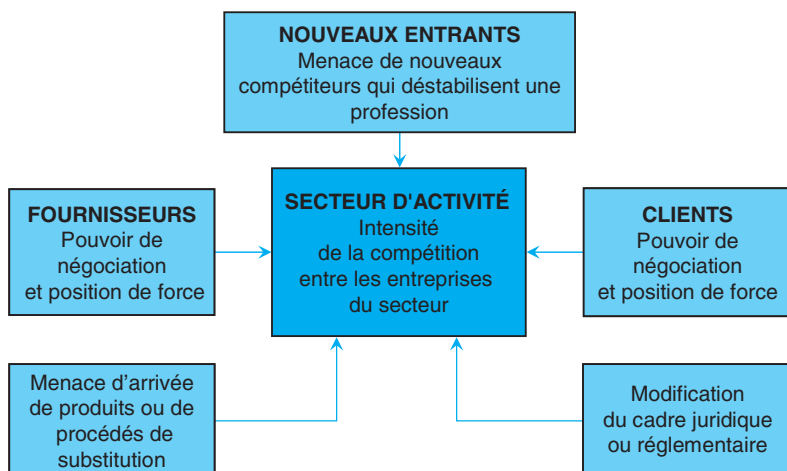 NOUVEAUX ENTRANTS
Menace de nouveaux
compétiteurs qui déstabilisent une
profession
FOURNISSEURS
Pouvoir de
négociation
et position de force
SECTEUR D'ACTIVITÉ
Intensité
de la compétition
entre les entreprises
du secteur
CLIENTS
Pouvoir de
négociation
et position de force
Menace d’arrivée
de produits ou de
procédés de
substitution
Modification
du cadre juridique
ou réglementaire